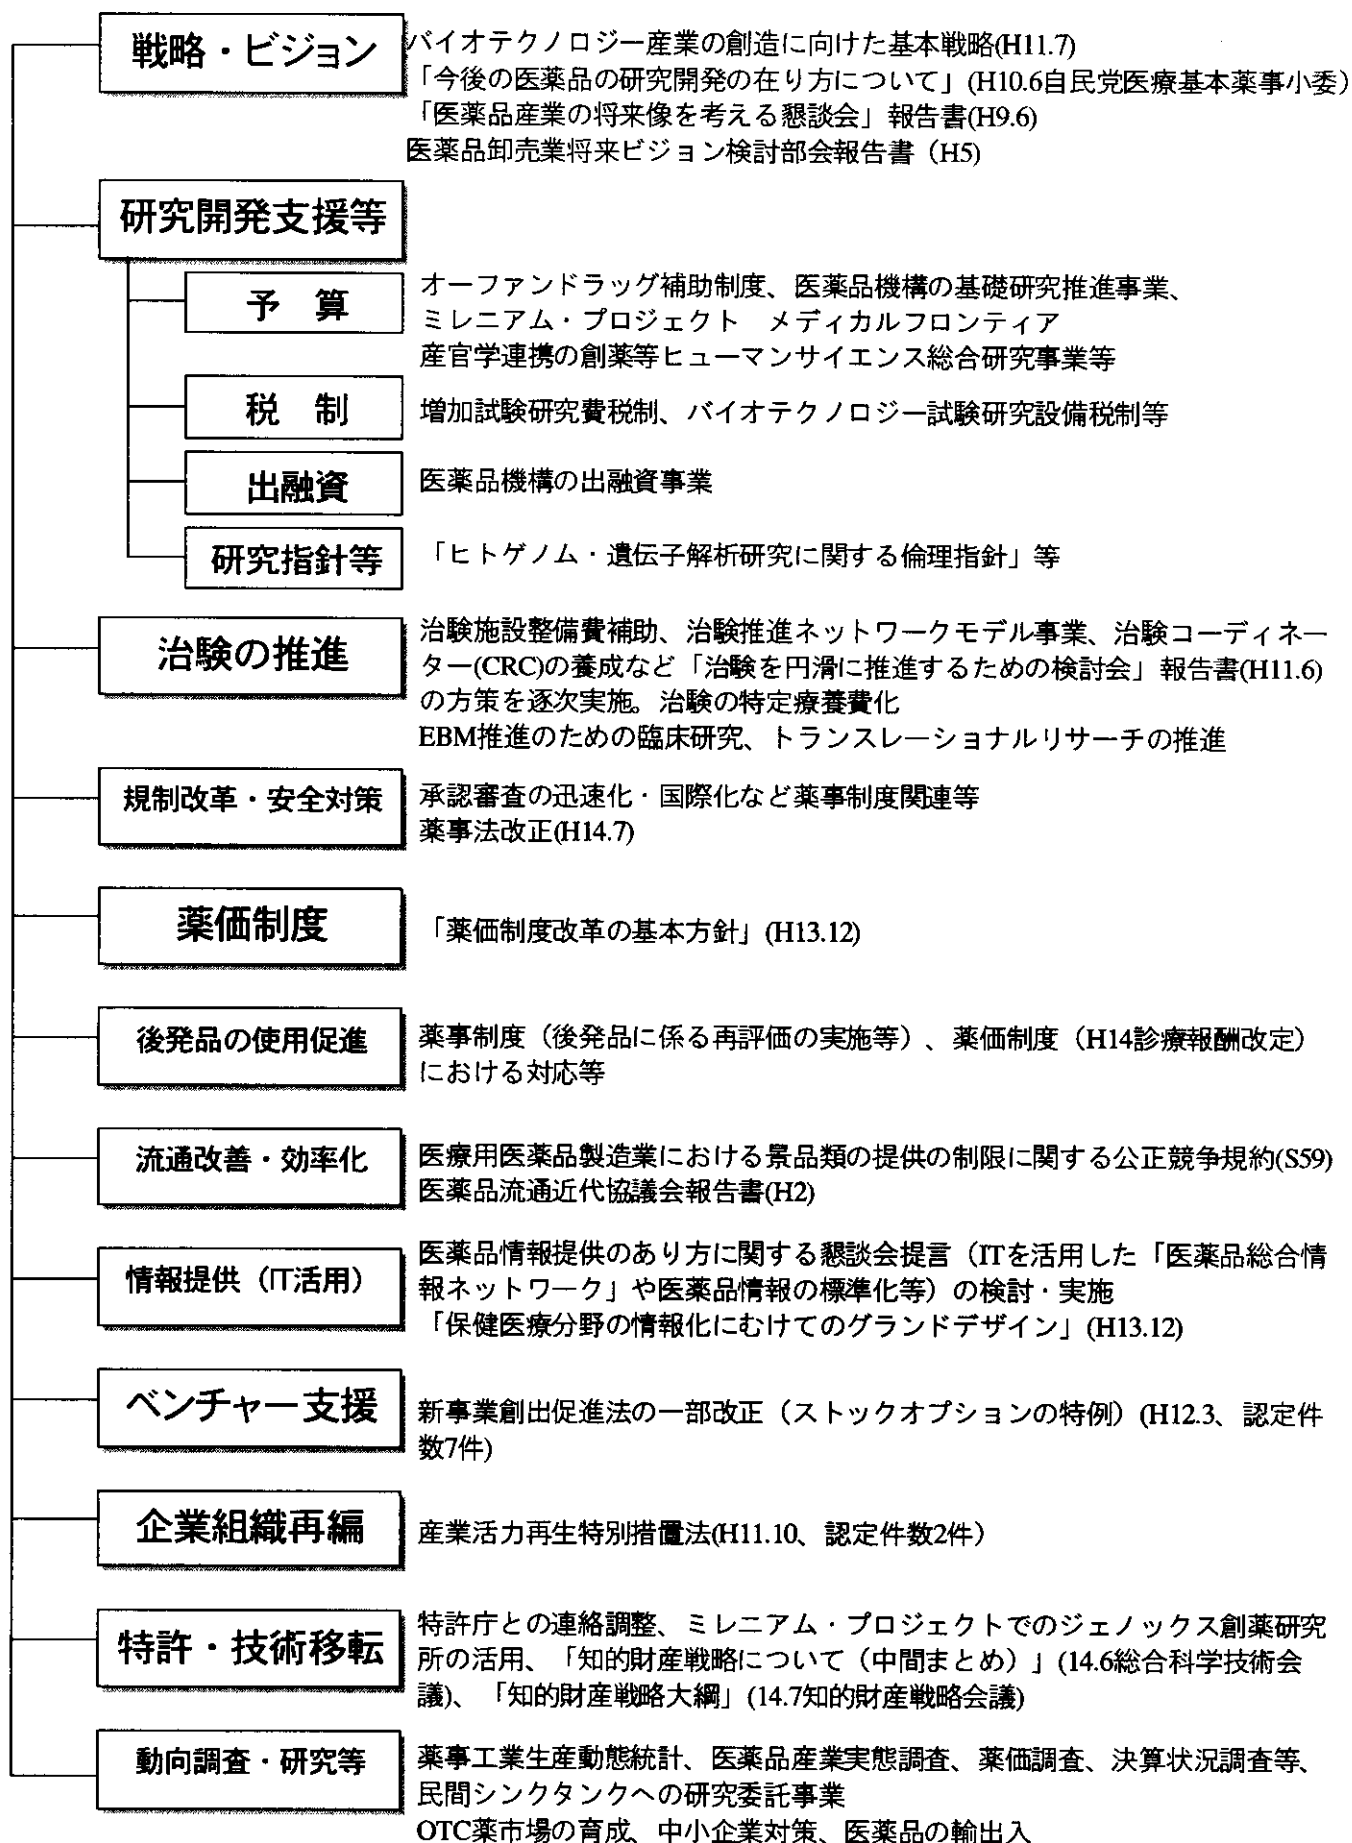 戦略・ビジョン
バイオテクノロジー産業の創造に向けた基本戦略(H11.7)
「今後の医薬品の研究開発の在り方について」(H10.6自民党医療基本薬事小委)
「医薬品産業の将来像を考える懇談会」報告書(H9.6)
医薬品卸売業将来ビジョン検討部会報告書（H5)
研究開発支援等
予　算
オーファンドラッグ補助制度、医薬品機構の基礎研究推進事業、
ミレニアム・プロジェクト　メディカルフロンティア
産官学連携の創薬等ヒューマンサイエンス総合研究事業等
税　制
増加試験研究費税制、バイオテクノロジー試験研究設備税制等
出融資
医薬品機構の出融資事業
研究指針等
「ヒトゲノム・遺伝子解析研究に関する倫理指針」等
治験の推進
治験施設整備費補助、治験推進ネットワークモデル事業、治験コーディネー
ター(CRC)の養成など「治験を円滑に推進するための検討会」報告書(H11.6)
の方策を逐次実施。治験の特定療養費化
EBM推進のための臨床研究、トランスレーショナルリサーチの推進
規制改革・安全対策
承認審査の迅速化・国際化など薬事制度関連等
薬事法改正(H14.7)
薬価制度
「薬価制度改革の基本方針」(H13.12)
後発品の使用促進
薬事制度（後発品に係る再評価の実施等）、薬価制度（H14診療報酬改定）
における対応等
流通改善・効率化
医療用医薬品製造業における景品類の提供の制限に関する公正競争規約(S59)
医薬品流通近代協議会報告書(H2)
情報提供（IT活用）
医薬品情報提供のあり方に関する懇談会提言（ITを活用した「医薬品総合情
報ネットワーク」や医薬品情報の標準化等）の検討・実施
「保健医療分野の情報化にむけてのグランドデザイン」(H13.12)
ベンチャー支援
新事業創出促進法の一部改正（ストックオプションの特例）(H12.3、認定件
数7件)
企業組織再編
産業活力再生特別措置法(H11.10、認定件数2件）
特許・技術移転
特許庁との連絡調整、ミレニアム・プロジェクトでのジェノックス創薬研究
所の活用、「知的財産戦略について（中間まとめ）」(14.6総合科学技術会
議)、「知的財産戦略大綱」(14.7知的財産戦略会議)
動向調査・研究等
薬事工業生産動態統計、医薬品産業実態調査、薬価調査、決算状況調査等、
民間シンクタンクへの研究委託事業
OTC薬市場の育成、中小企業対策、医薬品の輸出入